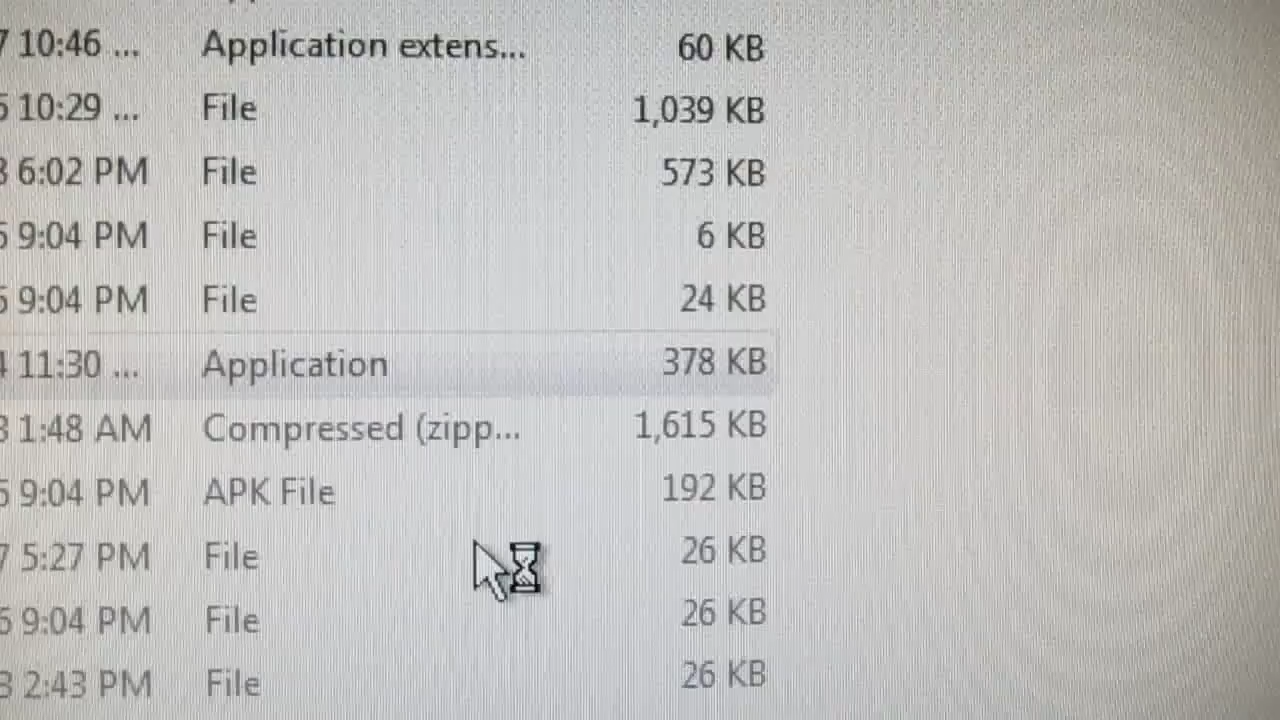 7 10:46 ... Application extens... 60 KB
10:29 ... File 1,039 KB
6:02 PM File 573 KB
9:04 PM File 6 KB
9:04 PM File 24 KB
11:30 ... Application 378 KB
1:48 AM Compressed (zipp... 1,615 KB
9:04 PM APK File 192 KB
7 5:27 PM File 26 KB
9:04 PM File 26 KB
2:43 PM File 26 KB